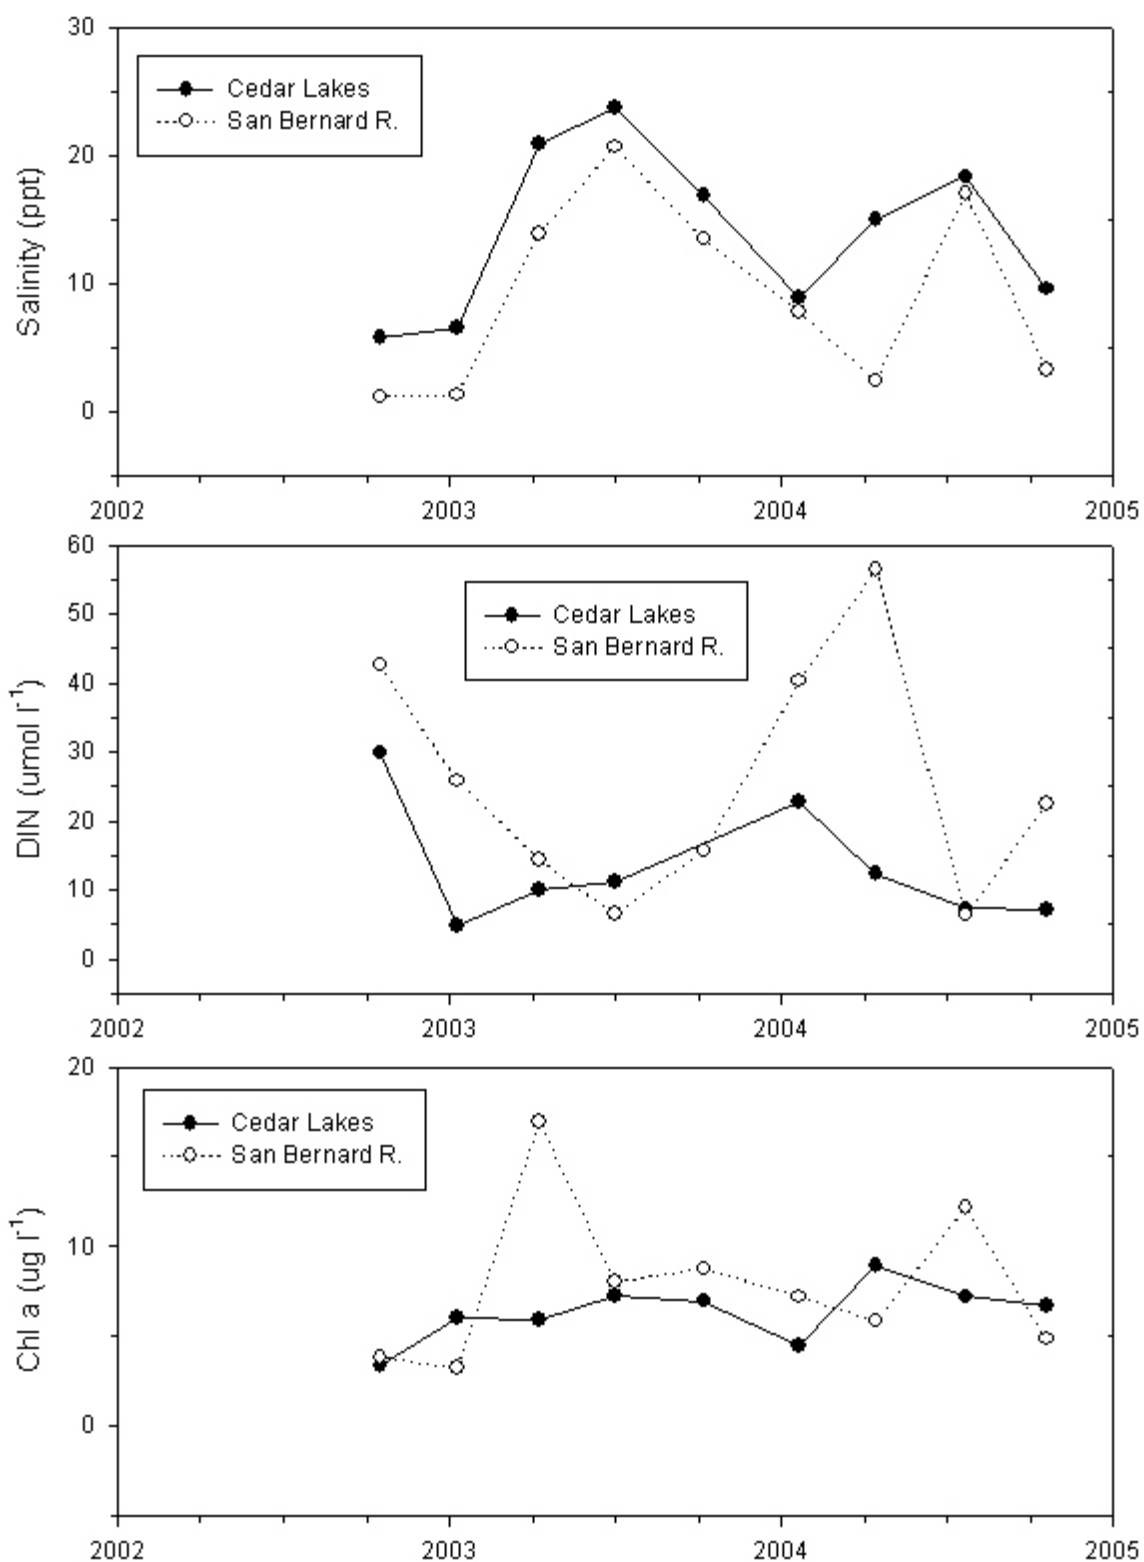 30
Cedar Lakes
San Bernard R.
20
Salinity (ppt)
10
0
2002 2003 2004 2005
60
50
Cedar Lakes
San Bernard R.
40
30
DIN (umol l⁻¹)
20
10
0
2002 2003 2004 2005
20
Cedar Lakes
San Bernard R.
10
Chl a (ug l⁻¹)
0
2002 2003 2004 2005